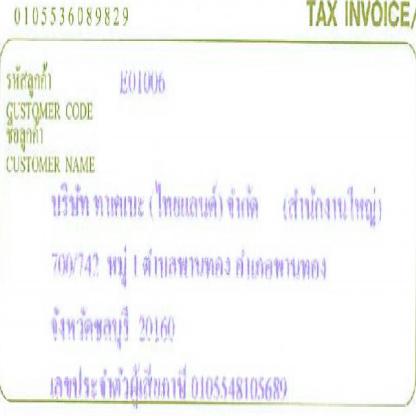 0105536089829 TAX INVOICE/
รหัสลูกค้า E01006
CUSTOMER CODE
ชื่อลูกค้า
CUSTOMER NAME
บริษัท ทาเคเบะ (ไทยแลนด์) จำกัด (สำนักงานใหญ่)
700/742 หมู่ 1 ตำบลพานทอง อำเภอพานทอง
จังหวัดชลบุรี 20160
เลขประจำตัวผู้เสียภาษี 0105548105689